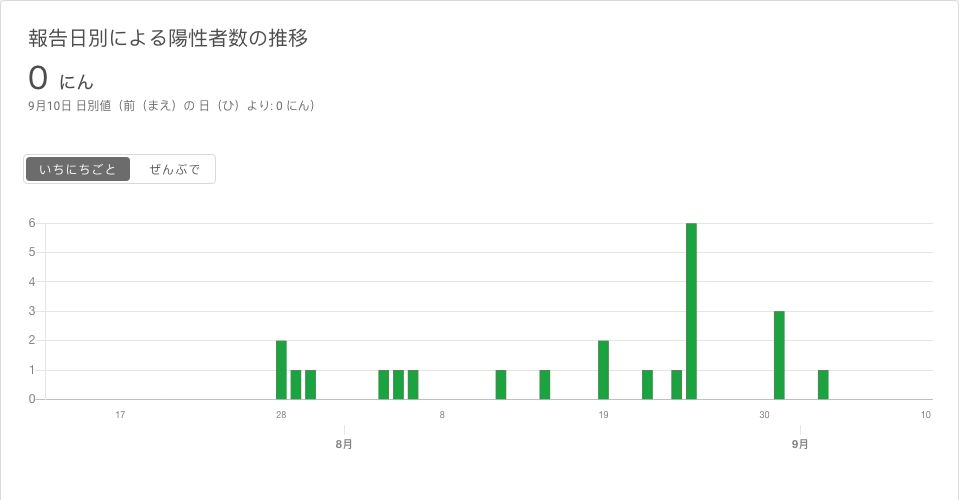 報告日別による陽性者数の推移
0 にん
9月10日 日別値（前（まえ）の 日（ひ）より: 0 にん）
いちにちごと ぜんぶで
6
5
4
3
2
1
0
17 28 8 19 30 10
8月 9月